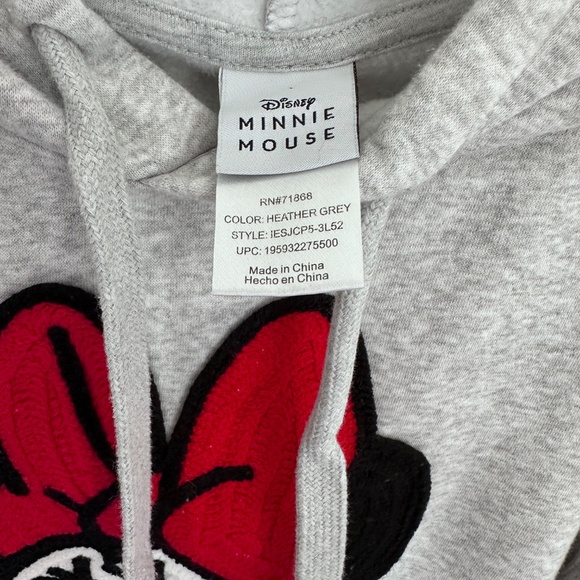 Disney
MINNIE
MOUSE
RN#71868
COLOR: HEATHER GREY
STYLE: IESJCP5-3L52
UPC: 195932275500
Made in China
Hecho en China